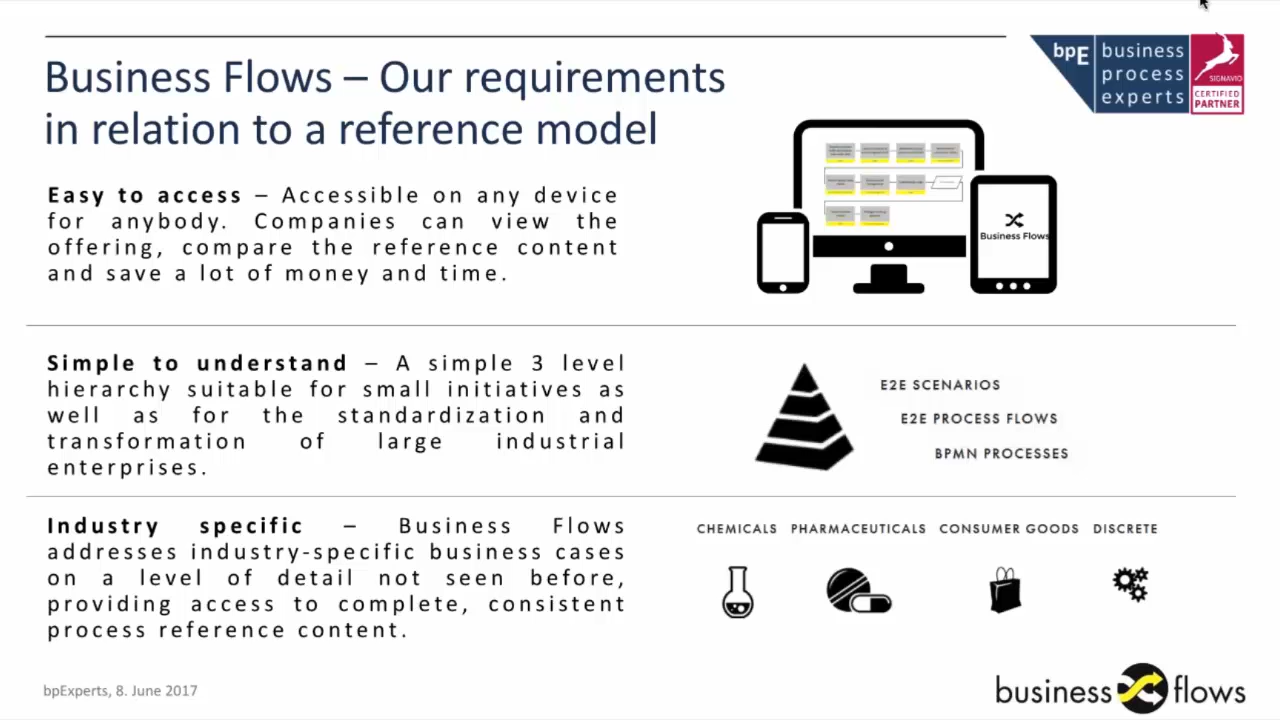 Business Flows – Our requirements
in relation to a reference model
bpE
business
process
experts
SIGNAVIO
CERTIFIED
PARTNER
Easy to access – Accessible on any device
for anybody. Companies can view the
offering, compare the reference content
and save a lot of money and time.
Business Flows
Simple to understand – A simple 3 level
hierarchy suitable for small initiatives as
well as for the standardization and
transformation of large industrial
enterprises.
E2E SCENARIOS
E2E PROCESS FLOWS
BPMN PROCESSES
Industry specific – Business Flows
addresses industry-specific business cases
on a level of detail not seen before,
providing access to complete, consistent
process reference content.
CHEMICALS PHARMACEUTICALS CONSUMER GOODS DISCRETE
bpExperts, 8. June 2017
business flows